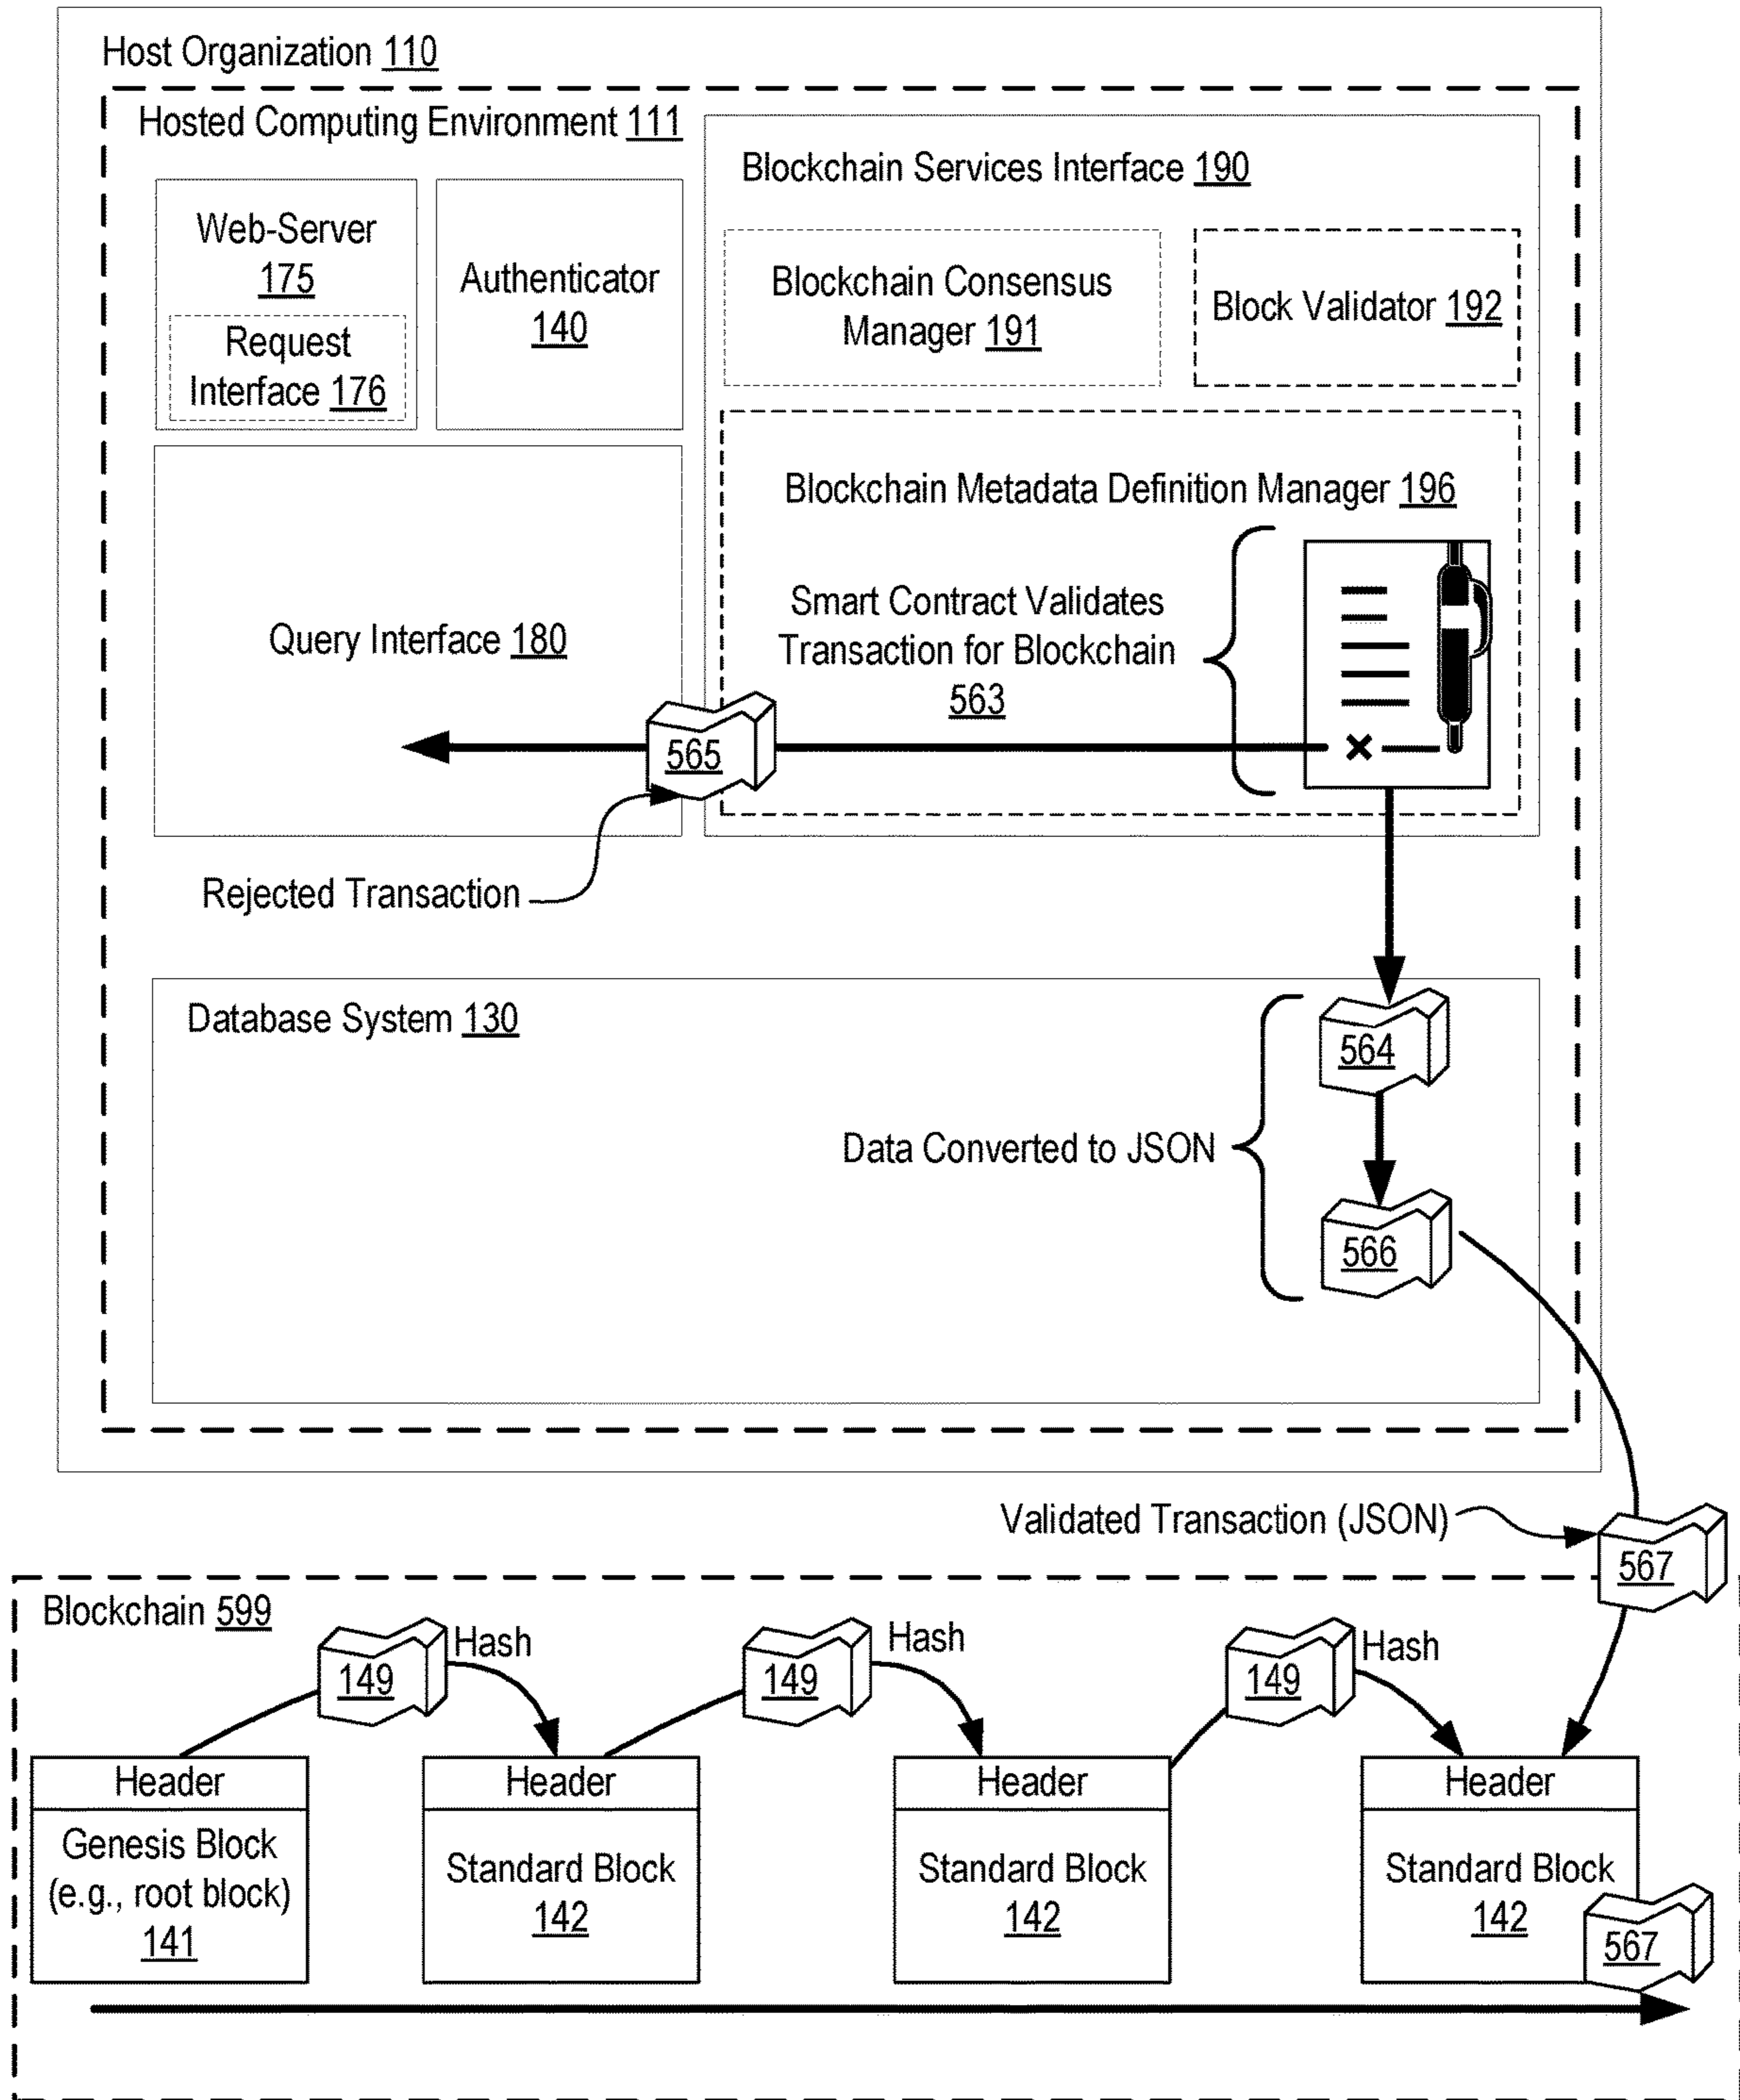 Host Organization 110
Hosted Computing Environment 111
Web-Server
175
Request
Interface 176
Authenticator
140
Blockchain Services Interface 190
Blockchain Consensus
Manager 191
Block Validator 192
Query Interface 180
Blockchain Metadata Definition Manager 196
Smart Contract Validates
Transaction for Blockchain
563
565
Rejected Transaction
Database System 130
564
Data Converted to JSON
566
Validated Transaction (JSON)
567
Blockchain 599
149
Hash
149
Hash
149
Hash
Header
Genesis Block
(e.g., root block)
141
Header
Standard Block
142
Header
Standard Block
142
Header
Standard Block
142
567